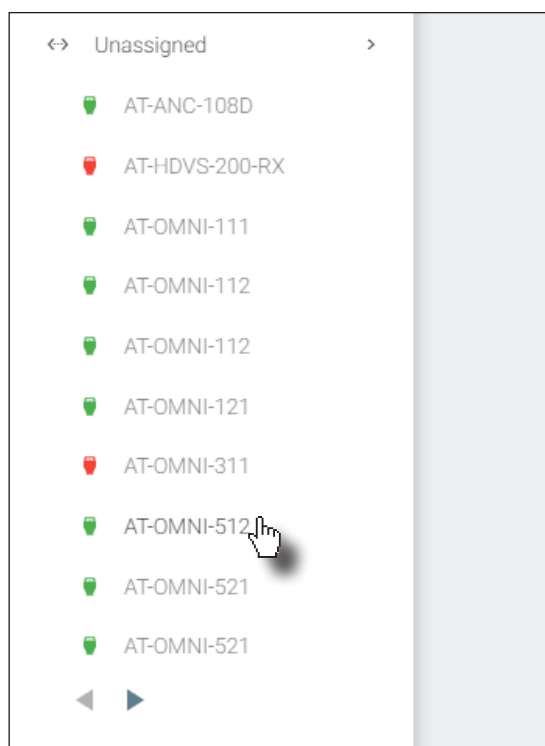 Unassigned
AT-ANC-108D
AT-HDVS-200-RX
AT-OMNI-111
AT-OMNI-112
AT-OMNI-112
AT-OMNI-121
AT-OMNI-311
AT-OMNI-512
AT-OMNI-521
AT-OMNI-521